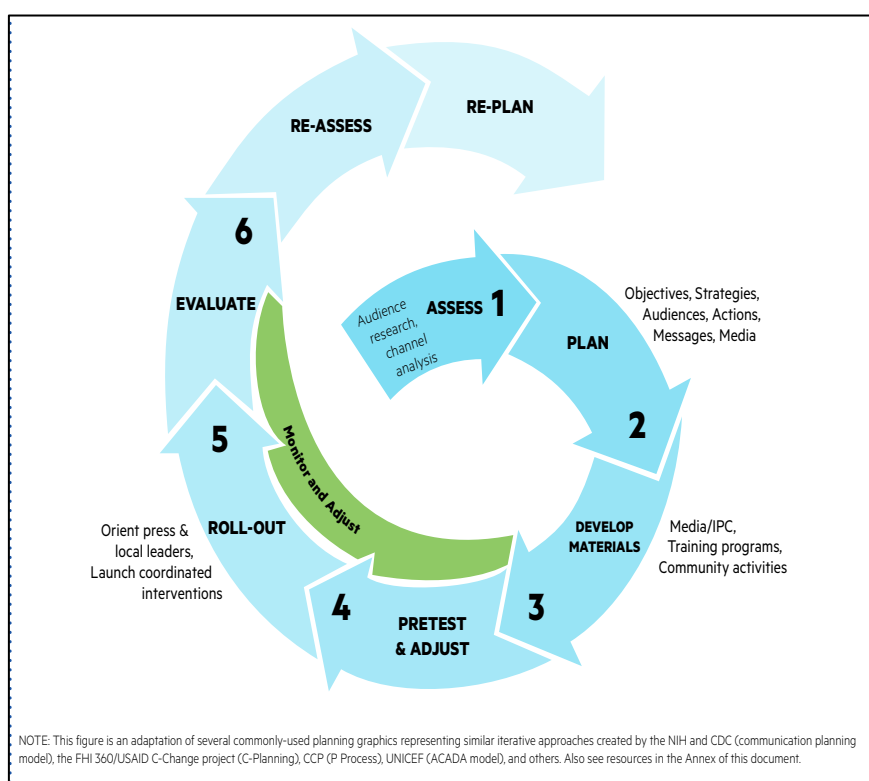 RE-PLAN
RE-ASSESS
6
EVALUATE
Audience
research,
channel
analysis
ASSESS 1
Objectives, Strategies,
Audiences, Actions,
Messages, Media
PLAN
2
DEVELOP
MATERIALS
Media/IPC,
Training programs,
Community activities
3
PRETEST
& ADJUST
4
Monitor and Adjust
5
ROLL-OUT
Orient press &
local leaders,
Launch coordinated
interventions
NOTE: This figure is an adaptation of several commonly-used planning graphics representing similar iterative approaches created by the NIH and CDC (communication planning
model), the FHI 360/USAID C-Change project (C-Planning), CCP (P Process), UNICEF (ACADA model), and others. Also see resources in the Annex of this document.